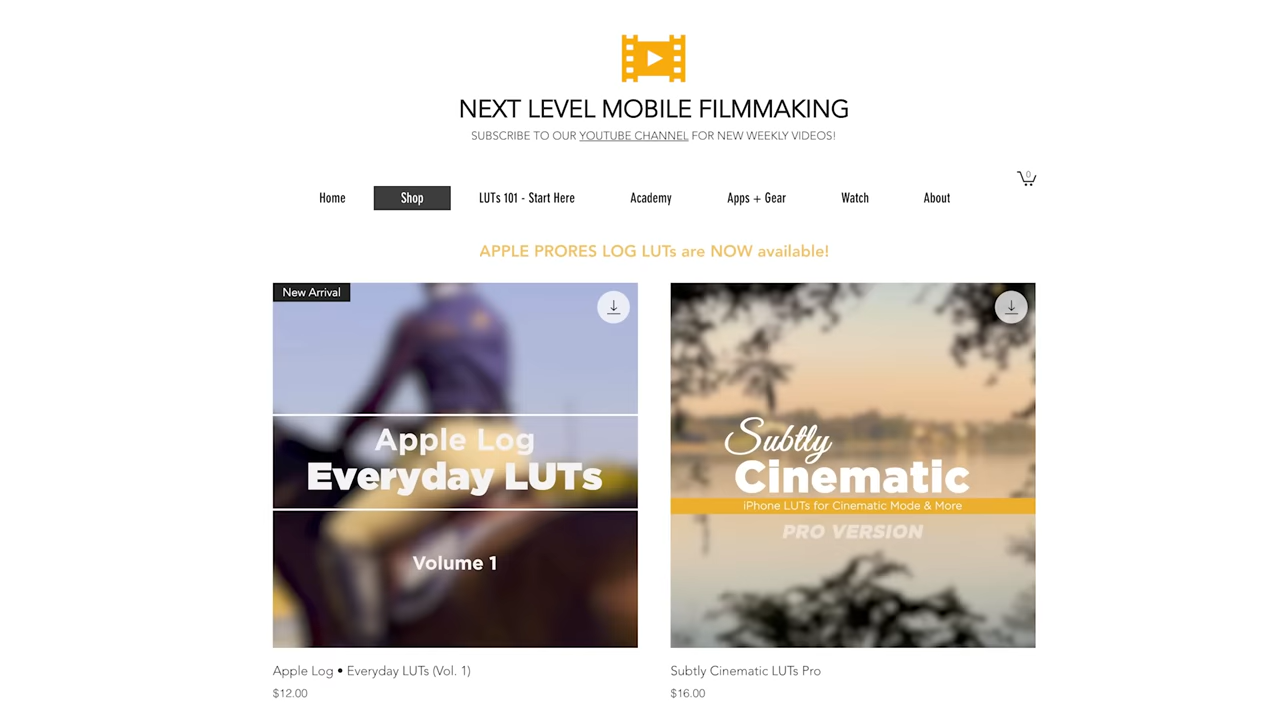 NEXT LEVEL MOBILE FILMMAKING
SUBSCRIBE TO OUR YOUTUBE CHANNEL FOR NEW WEEKLY VIDEOS!
0
Home
Shop
LUTs 101 - Start Here
Academy
Apps + Gear
Watch
About
APPLE PRORES LOG LUTs are NOW available!
New Arrival
Apple Log
Everyday LUTs
Volume 1
Apple Log • Everyday LUTs (Vol. 1)
$12.00
Subtly
Cinematic
iPhone LUTs for Cinematic Mode & More
PRO VERSION
Subtly Cinematic LUTs Pro
$16.00